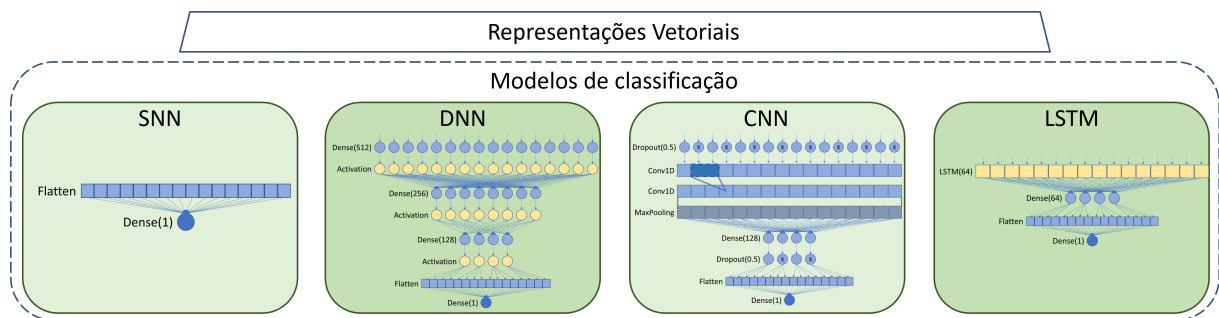 Representações Vetoriais
Modelos de classificação
SNN
Flatten
Dense(1)
DNN
Dense(512)
Activation
Dense(256)
Activation
Dense(128)
Activation
Flatten
Dense(1)
CNN
Dropout(0.5)
x x x x x x x x
Conv1D
Conv1D
MaxPooling
Dense(128)
Dropout(0.5)
x x
Flatten
Dense(1)
LSTM
LSTM(64)
Dense(64)
Flatten
Dense(1)